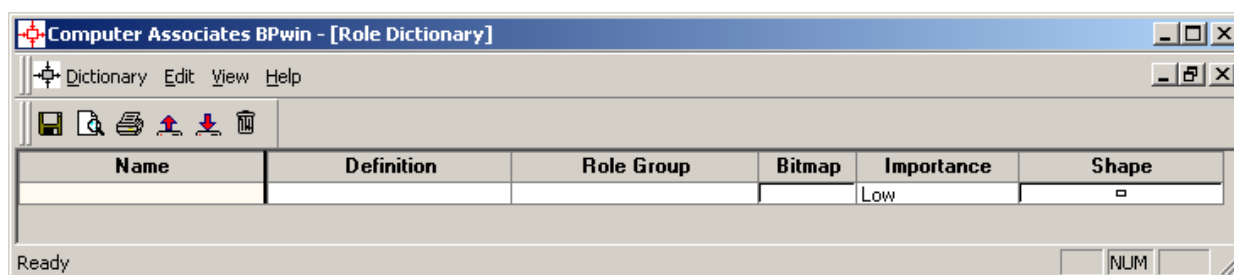 Computer Associates BPwin - [Role Dictionary]
Dictionary Edit View Help
Name Definition Role Group Bitmap Importance Shape
Low
Ready NUM